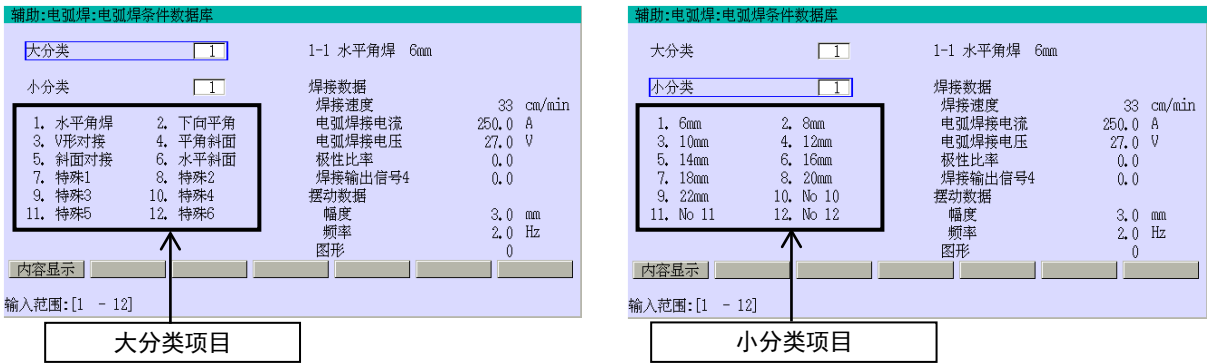 辅助:电弧焊:电弧焊条件数据库
大分类 1 1-1 水平角焊 6mm
小分类 1 焊接数据
焊接速度 33 cm/min
1. 水平角焊 2. 下向平角 电弧焊接电流 250.0 A
3. V形对接 4. 平角斜面 电弧焊接电压 27.0 V
5. 斜面对接 6. 水平斜面 极性比率 0.0
7. 特殊1 8. 特殊2 焊接输出信号4 0.0
9. 特殊3 10. 特殊4 摆动数据
11. 特殊5 12. 特殊6 幅度 3.0 mm
频率 2.0 Hz
图形 0
内容显示
输入范围:[1 - 12]
大分类项目
辅助:电弧焊:电弧焊条件数据库
大分类 1 1-1 水平角焊 6mm
小分类 1 焊接数据
焊接速度 33 cm/min
1. 6mm 2. 8mm 电弧焊接电流 250.0 A
3. 10mm 4. 12mm 电弧焊接电压 27.0 V
5. 14mm 6. 16mm 极性比率 0.0
7. 18mm 8. 20mm 焊接输出信号4 0.0
9. 22mm 10. No 10 摆动数据
11. No 11 12. No 12 幅度 3.0 mm
频率 2.0 Hz
图形 0
内容显示
输入范围:[1 - 12]
小分类项目